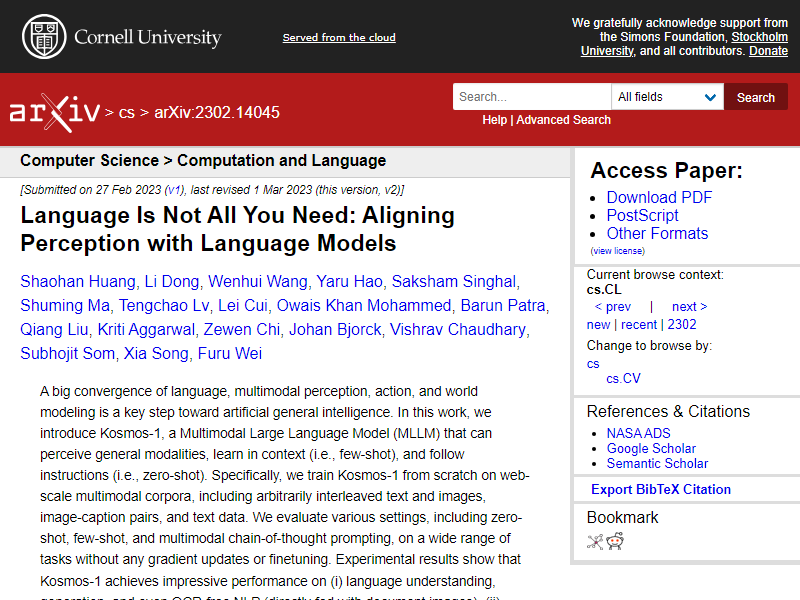 Cornell University
Served from the cloud
We gratefully acknowledge support from
the Simons Foundation, Stockholm
University, and all contributors. Donate
arXiv > cs > arXiv:2302.14045
Search...
All fields
Search
Help | Advanced Search
Computer Science > Computation and Language
[Submitted on 27 Feb 2023 (v1), last revised 1 Mar 2023 (this version, v2)]
Language Is Not All You Need: Aligning
Perception with Language Models
Shaohan Huang, Li Dong, Wenhui Wang, Yaru Hao, Saksham Singhal,
Shuming Ma, Tengchao Lv, Lei Cui, Owais Khan Mohammed, Barun Patra,
Qiang Liu, Kriti Aggarwal, Zewen Chi, Johan Bjorck, Vishrav Chaudhary,
Subhojit Som, Xia Song, Furu Wei
A big convergence of language, multimodal perception, action, and world
modeling is a key step toward artificial general intelligence. In this work, we
introduce Kosmos-1, a Multimodal Large Language Model (MLLM) that can
perceive general modalities, learn in context (i.e., few-shot), and follow
instructions (i.e., zero-shot). Specifically, we train Kosmos-1 from scratch on web-
scale multimodal corpora, including arbitrarily interleaved text and images,
image-caption pairs, and text data. We evaluate various settings, including zero-
shot, few-shot, and multimodal chain-of-thought prompting, on a wide range of
tasks without any gradient updates or finetuning. Experimental results show that
Kosmos-1 achieves impressive performance on (i) language understanding,
generation, and even OCR-free NLP (directly fed with document images), (ii)
Access Paper:
Download PDF
PostScript
Other Formats
(view license)
Current browse context:
cs.CL
< prev | next >
new | recent | 2302
Change to browse by:
cs
cs.CV
References & Citations
NASA ADS
Google Scholar
Semantic Scholar
Export BibTeX Citation
Bookmark